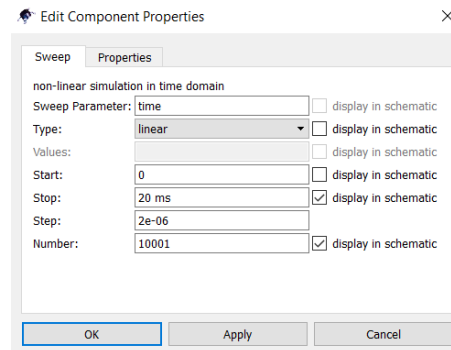 Edit Component Properties
Sweep Properties
non-linear simulation in time domain
Sweep Parameter: time display in schematic
Type: linear display in schematic
Values: display in schematic
Start: 0 display in schematic
Stop: 20 ms display in schematic
Step: 2e-06
Number: 10001 display in schematic
OK Apply Cancel